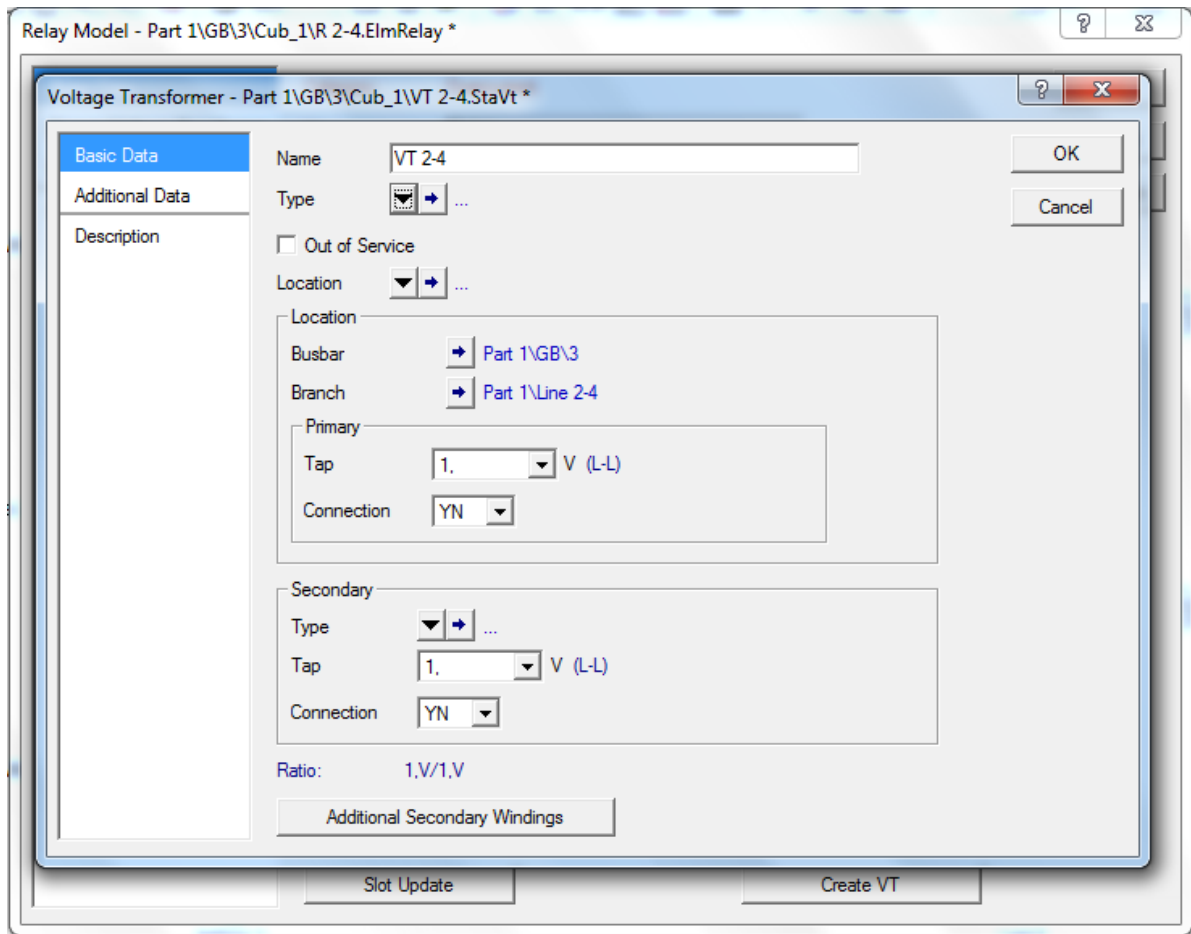 Relay Model - Part 1\GB\3\Cub_1\R 2-4.ElmRelay *
Voltage Transformer - Part 1\GB\3\Cub_1\VT 2-4.StaVt *
Basic Data
Additional Data
Description
Name VT 2-4
Type ...
Out of Service
Location ...
Location
Busbar Part 1\GB\3
Branch Part 1\Line 2-4
Primary
Tap 1, V (L-L)
Connection YN
Secondary
Type ...
Tap 1, V (L-L)
Connection YN
Ratio: 1,V/1,V
Additional Secondary Windings
OK
Cancel
Slot Update Create VT